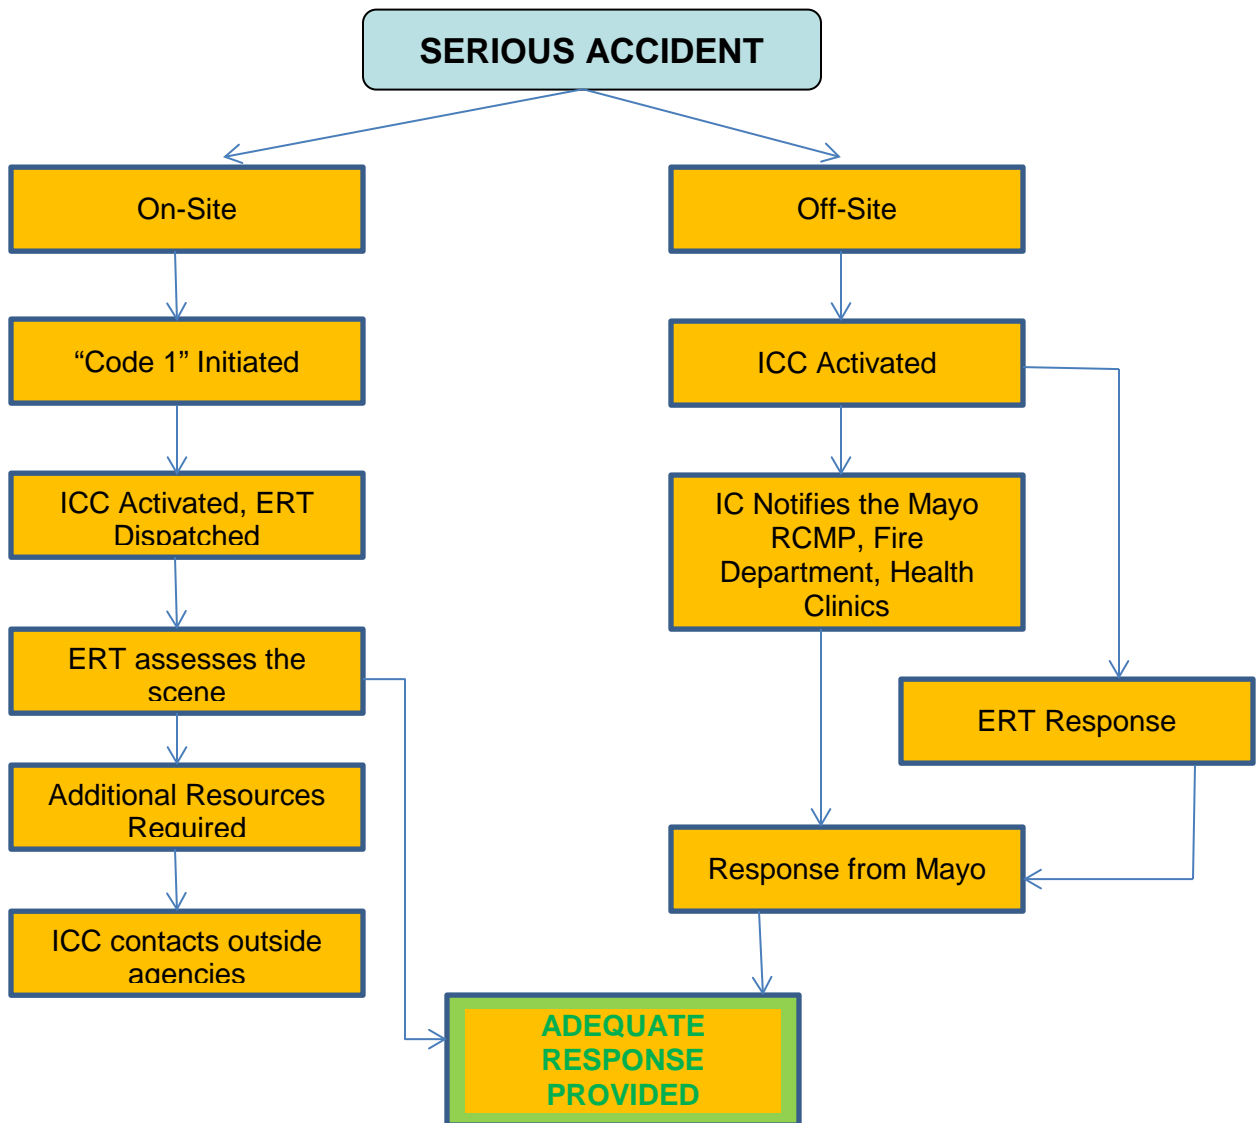 SERIOUS ACCIDENT
On-Site
Off-Site
“Code 1” Initiated
ICC Activated
ICC Activated, ERT
Dispatched
IC Notifies the Mayo
RCMP, Fire
Department, Health
Clinics
ERT assesses the
scene
ERT Response
Additional Resources
Required
Response from Mayo
ICC contacts outside
agencies
ADEQUATE
RESPONSE
PROVIDED